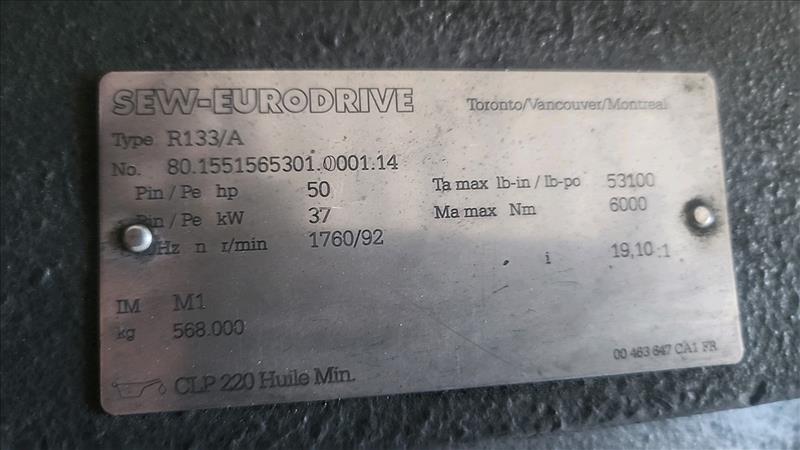 SEW-EURODRIVE Toronto/Vancouver/Montreal
Type R133/A
No. 80.1551565301.0001.14
Pin / Pe hp 50 Ta max lb-in / lb-po 53100
Pin / Pe kW 37 Ma max Nm 6000
Hz n r/min 1760/92 i 19,10 :1
IM M1
kg 568.000
00 463 647 CA1 FR
CLP 220 Huile Min.